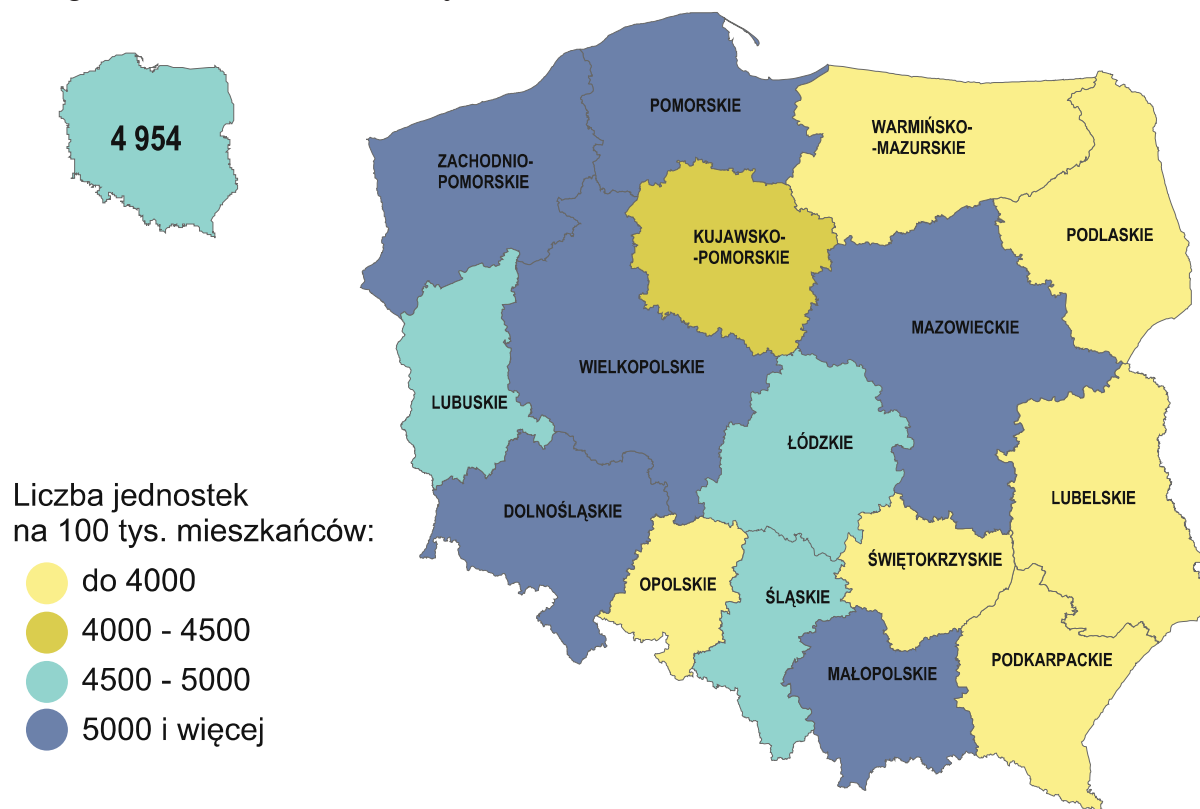 4 954
POMORSKIE
ZACHODNIO-
-POMORSKIE
WARMIŃSKO-
-MAZURSKIE
KUJAWSKO-
-POMORSKIE
PODLASKIE
MAZOWIECKIE
WIELKOPOLSKIE
LUBUSKIE
ŁÓDZKIE
LUBELSKIE
DOLNOŚLĄSKIE
ŚWIĘTOKRZYSKIE
OPOLSKIE
ŚLĄSKIE
PODKARPACKIE
MAŁOPOLSKIE
Liczba jednostek
na 100 tys. mieszkańców:
do 4000
4000 - 4500
4500 - 5000
5000 i więcej